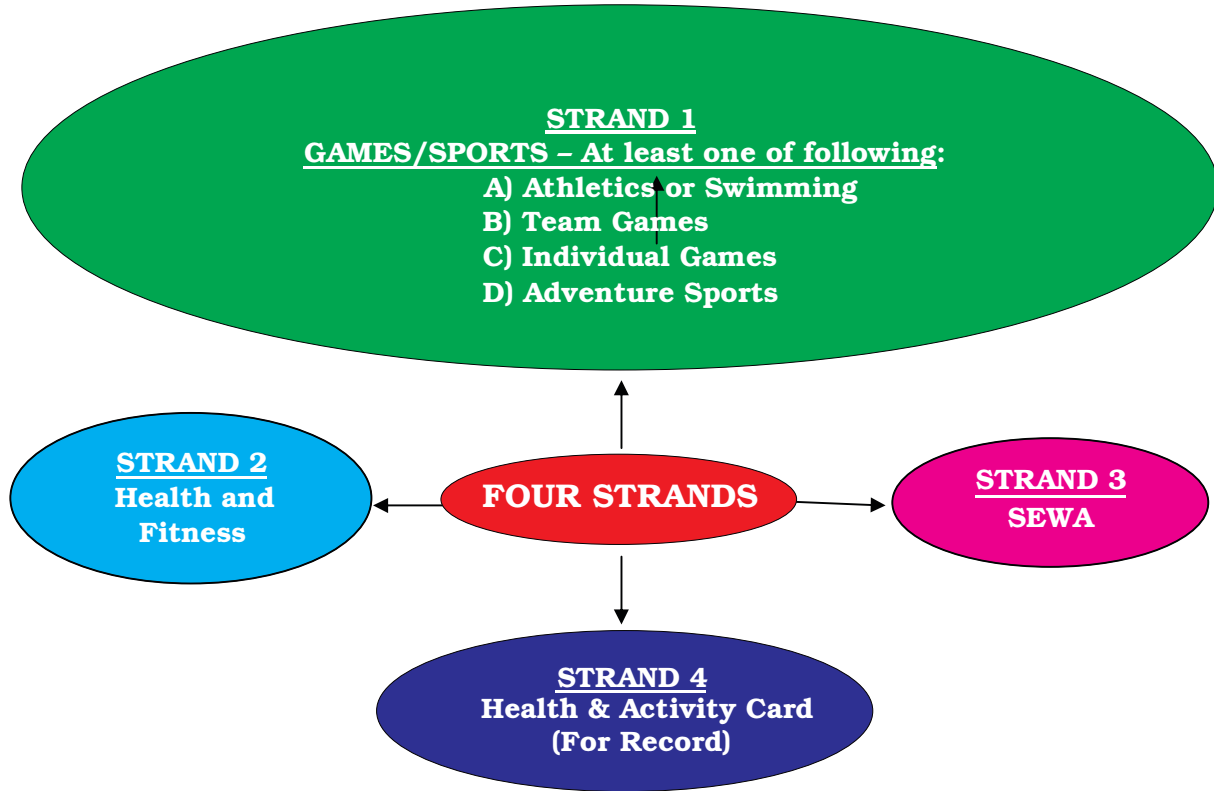 STRAND 1
GAMES/SPORTS – At least one of following:
A) Athletics or Swimming
B) Team Games
C) Individual Games
D) Adventure Sports
STRAND 2
Health and
Fitness
FOUR STRANDS
STRAND 3
SEWA
STRAND 4
Health & Activity Card
(For Record)